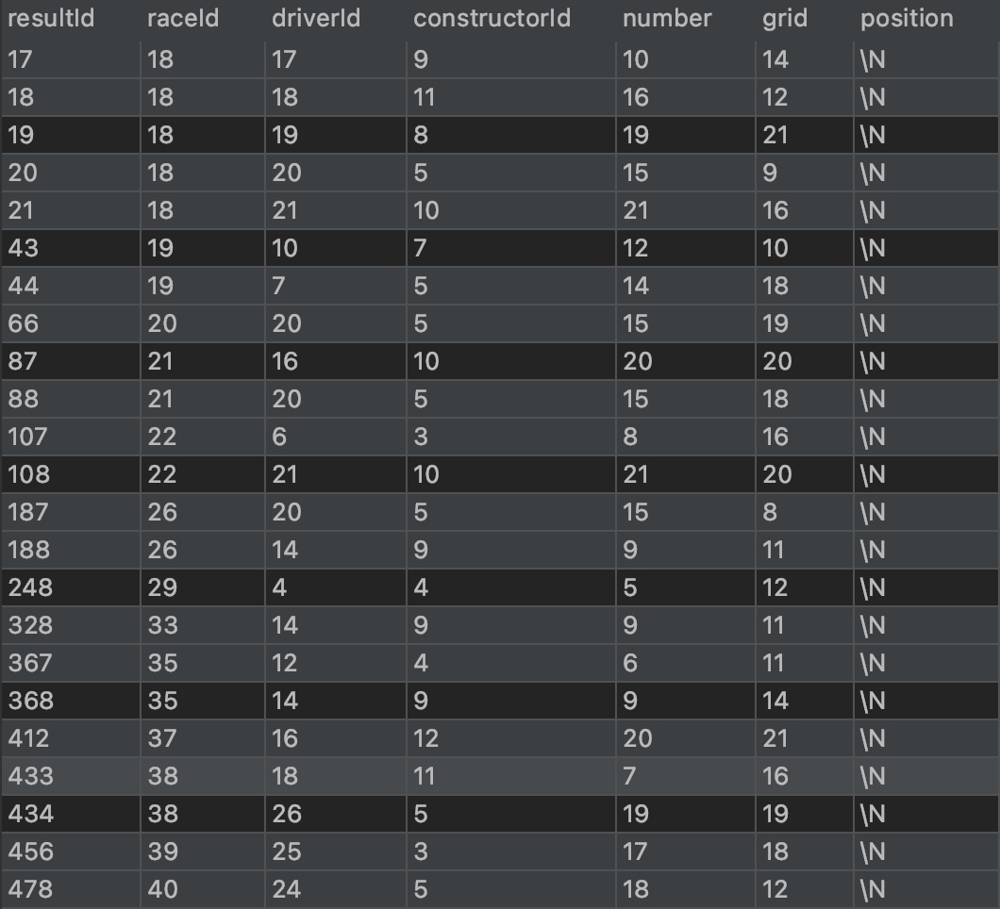 resultId raceId driverId constructorId number grid position
17 18 17 9 10 14 \N
18 18 18 11 16 12 \N
19 18 19 8 19 21 \N
20 18 20 5 15 9 \N
21 18 21 10 21 16 \N
43 19 10 7 12 10 \N
44 19 7 5 14 18 \N
66 20 20 5 15 19 \N
87 21 16 10 20 20 \N
88 21 20 5 15 18 \N
107 22 6 3 8 16 \N
108 22 21 10 21 20 \N
187 26 20 5 15 8 \N
188 26 14 9 9 11 \N
248 29 4 4 5 12 \N
328 33 14 9 9 11 \N
367 35 12 4 6 11 \N
368 35 14 9 9 14 \N
412 37 16 12 20 21 \N
433 38 18 11 7 16 \N
434 38 26 5 19 19 \N
456 39 25 3 17 18 \N
478 40 24 5 18 12 \N